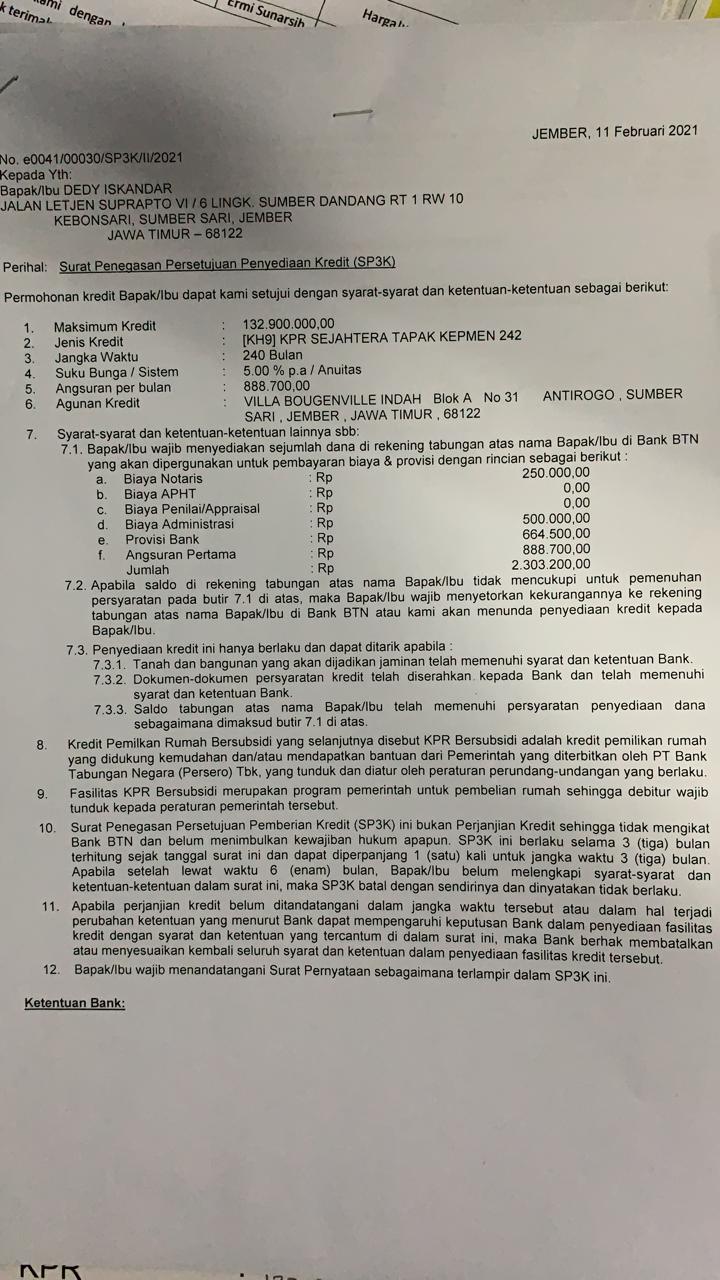 ami dengan
k terima
Ermi Sunarsih
JEMBER, 11 Februari 2021
No. e0041/00030/SP3K/II/2021
Kepada Yth:
Bapak/Ibu DEDY ISKANDAR
JALAN LETJEN SUPRAPTO VI / 6 LINGK. SUMBER DANDANG RT 1 RW 10
KEBONSARI, SUMBER SARI, JEMBER
JAWA TIMUR – 68122
Perihal: Surat Penegasan Persetujuan Penyediaan Kredit (SP3K)
Permohonan kredit Bapak/Ibu dapat kami setujui dengan syarat-syarat dan ketentuan-ketentuan sebagai berikut:
1. Maksimum Kredit : 132.900.000,00
2. Jenis Kredit : [KH9] KPR SEJAHTERA TAPAK KEPMEN 242
3. Jangka Waktu : 240 Bulan
4. Suku Bunga / Sistem : 5.00 % p.a / Anuitas
5. Angsuran per bulan : 888.700,00
6. Agunan Kredit : VILLA BOUGENVILLE INDAH Blok A No 31 ANTIROGO , SUMBER
SARI , JEMBER , JAWA TIMUR , 68122
7. Syarat-syarat dan ketentuan-ketentuan lainnya sbb:
7.1. Bapak/Ibu wajib menyediakan sejumlah dana di rekening tabungan atas nama Bapak/Ibu di Bank BTN
yang akan dipergunakan untuk pembayaran biaya & provisi dengan rincian sebagai berikut :
a. Biaya Notaris : Rp 250.000,00
b. Biaya APHT : Rp 0,00
c. Biaya Penilai/Appraisal : Rp 0,00
d. Biaya Administrasi : Rp 500.000,00
e. Provisi Bank : Rp 664.500,00
f. Angsuran Pertama : Rp 888.700,00
Jumlah : Rp 2.303.200,00
7.2. Apabila saldo di rekening tabungan atas nama Bapak/Ibu tidak mencukupi untuk pemenuhan
persyaratan pada butir 7.1 di atas, maka Bapak/Ibu wajib menyetorkan kekurangannya ke rekening
tabungan atas nama Bapak/Ibu di Bank BTN atau kami akan menunda penyediaan kredit kepada
Bapak/Ibu.
7.3. Penyediaan kredit ini hanya berlaku dan dapat ditarik apabila :
7.3.1. Tanah dan bangunan yang akan dijadikan jaminan telah memenuhi syarat dan ketentuan Bank.
7.3.2. Dokumen-dokumen persyaratan kredit telah diserahkan kepada Bank dan telah memenuhi
syarat dan ketentuan Bank.
7.3.3. Saldo tabungan atas nama Bapak/Ibu telah memenuhi persyaratan penyediaan dana
sebagaimana dimaksud butir 7.1 di atas.
8. Kredit Pemilkan Rumah Bersubsidi yang selanjutnya disebut KPR Bersubsidi adalah kredit pemilikan rumah
yang didukung kemudahan dan/atau mendapatkan bantuan dari Pemerintah yang diterbitkan oleh PT Bank
Tabungan Negara (Persero) Tbk, yang tunduk dan diatur oleh peraturan perundang-undangan yang berlaku.
9. Fasilitas KPR Bersubsidi merupakan program pemerintah untuk pembelian rumah sehingga debitur wajib
tunduk kepada peraturan pemerintah tersebut.
10. Surat Penegasan Persetujuan Pemberian Kredit (SP3K) ini bukan Perjanjian Kredit sehingga tidak mengikat
Bank BTN dan belum menimbulkan kewajiban hukum apapun. SP3K ini berlaku selama 3 (tiga) bulan
terhitung sejak tanggal surat ini dan dapat diperpanjang 1 (satu) kali untuk jangka waktu 3 (tiga) bulan.
Apabila setelah lewat waktu 6 (enam) bulan, Bapak/Ibu belum melengkapi syarat-syarat dan
ketentuan-ketentuan dalam surat ini, maka SP3K batal dengan sendirinya dan dinyatakan tidak berlaku.
11. Apabila perjanjian kredit belum ditandatangani dalam jangka waktu tersebut atau dalam hal terjadi
perubahan ketentuan yang menurut Bank dapat mempengaruhi keputusan Bank dalam penyediaan fasilitas
kredit dengan syarat dan ketentuan yang tercantum di dalam surat ini, maka Bank berhak membatalkan
atau menyesuaikan kembali seluruh syarat dan ketentuan dalam penyediaan fasilitas kredit tersebut.
12. Bapak/Ibu wajib menandatangani Surat Pernyataan sebagaimana terlampir dalam SP3K ini.
Ketentuan Bank:
KPR